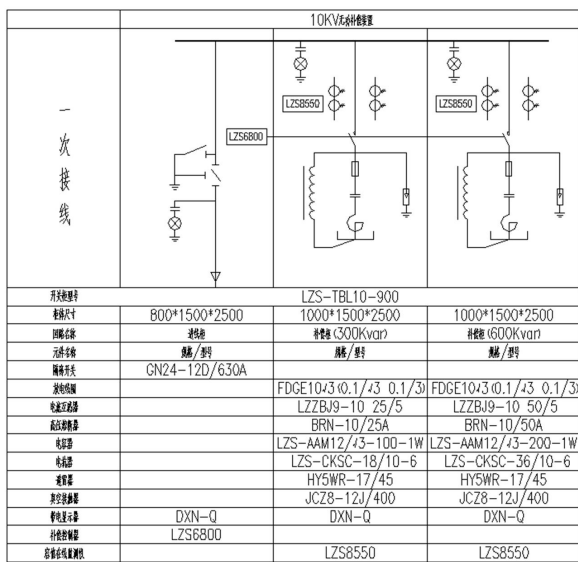 10KV无功补偿装置
一次接线
LZS6800
LZS8550
LZS8550
开关柜型号 LZS-TBL10-900
柜体尺寸 800*1500*2500 1000*1500*2500 1000*1500*2500
回路名称 进线柜 补偿柜(300Kvar) 补偿柜(600Kvar)
元件名称 规格/型号 规格/型号 规格/型号
隔离开关 GN24-12D/630A
放电线圈 FDGE10√3(0.1/√3 0.1/3) FDGE10√3(0.1/√3 0.1/3)
电流互感器 LZZBJ9-10 25/5 LZZBJ9-10 50/5
高压熔断器 BRN-10/25A BRN-10/50A
电容器 LZS-AAM12/√3-100-1W LZS-AAM12/√3-200-1W
电抗器 LZS-CKSC-18/10-6 LZS-CKSC-36/10-6
避雷器 HY5WR-17/45 HY5WR-17/45
真空接触器 JCZ8-12J/400 JCZ8-12J/400
带电显示器 DXN-Q DXN-Q DXN-Q
补偿控制器 LZS6800
LZS8550 LZS8550